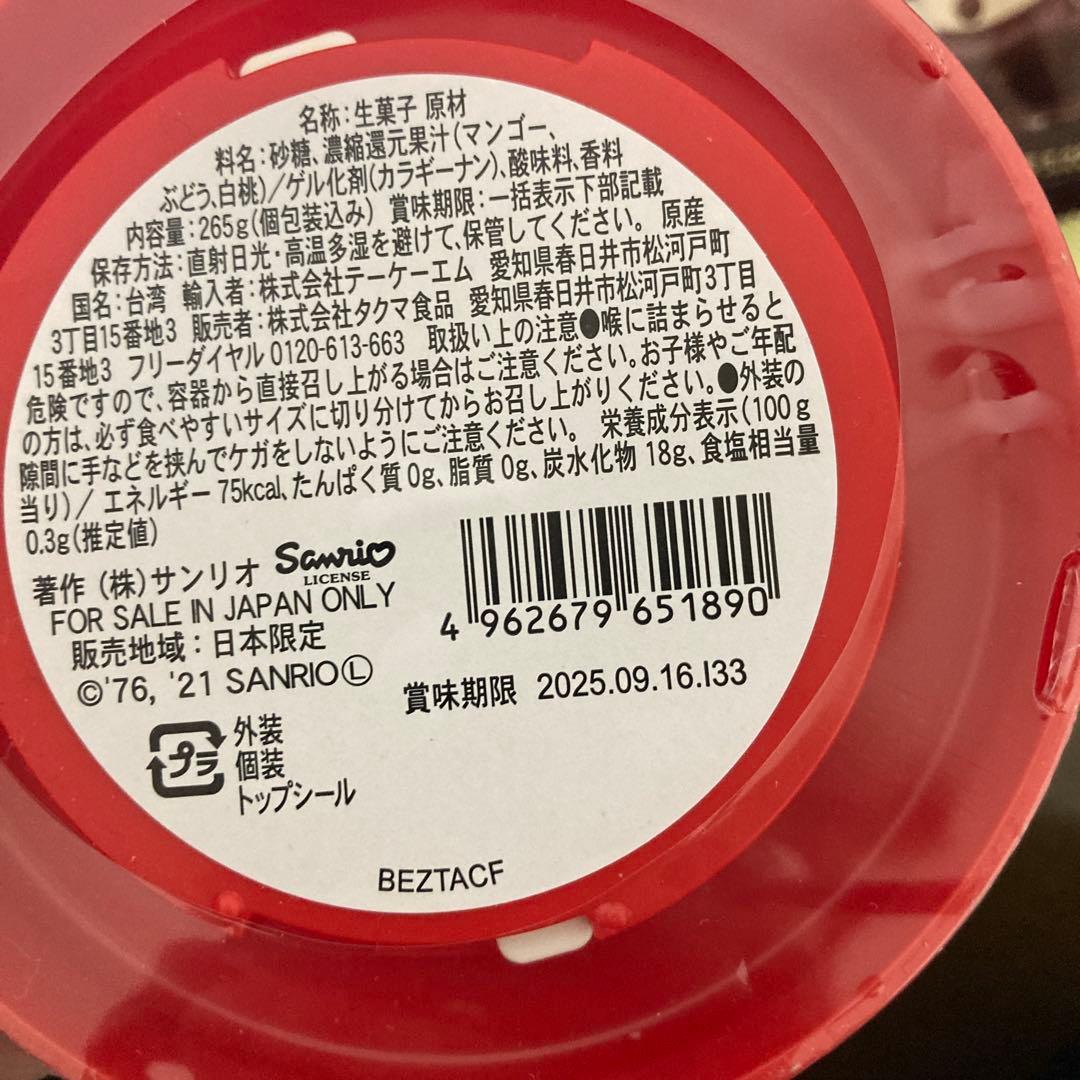 名称:生菓子 原材
料名:砂糖、濃縮還元果汁(マンゴー、
ぶどう、白桃)/ゲル化剤(カラギーナン)、酸味料、香料
内容量:265g(個包装込み) 賞味期限:一括表示下部記載
保存方法:直射日光・高温多湿を避けて、保管してください。 原産
国名:台湾 輸入者:株式会社テーケーエム 愛知県春日井市松河戸町
3丁目15番地3 販売者:株式会社タクマ食品 愛知県春日井市松河戸町3丁目
15番地3 フリーダイヤル0120-613-663 取扱い上の注意●喉に詰まらせると
危険ですので、容器から直接召し上がる場合はご注意ください。お子様やご年配
の方は、必ず食べやすいサイズに切り分けてからお召し上がりください。●外装の
隙間に手などを挟んでケガをしないようにご注意ください。 栄養成分表示(100g
当り)/エネルギー75kcal、たんぱく質0g、脂質0g、炭水化物18g、食塩相当量
0.3g(推定値)
著作 (株)サンリオ Sanrio
LICENSE
FOR SALE IN JAPAN ONLY
販売地域:日本限定
©'76, '21 SANRIO Ⓛ
4 962679 651890
賞味期限 2025.09.16.I33
プラ
外装
個装
トップシール
BEZTACF